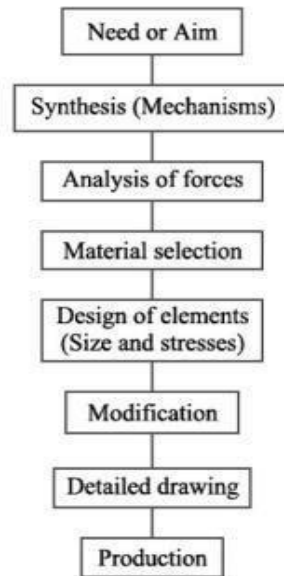 Need or Aim
Synthesis (Mechanisms)
Analysis of forces
Material selection
Design of elements
(Size and stresses)
Modification
Detailed drawing
Production